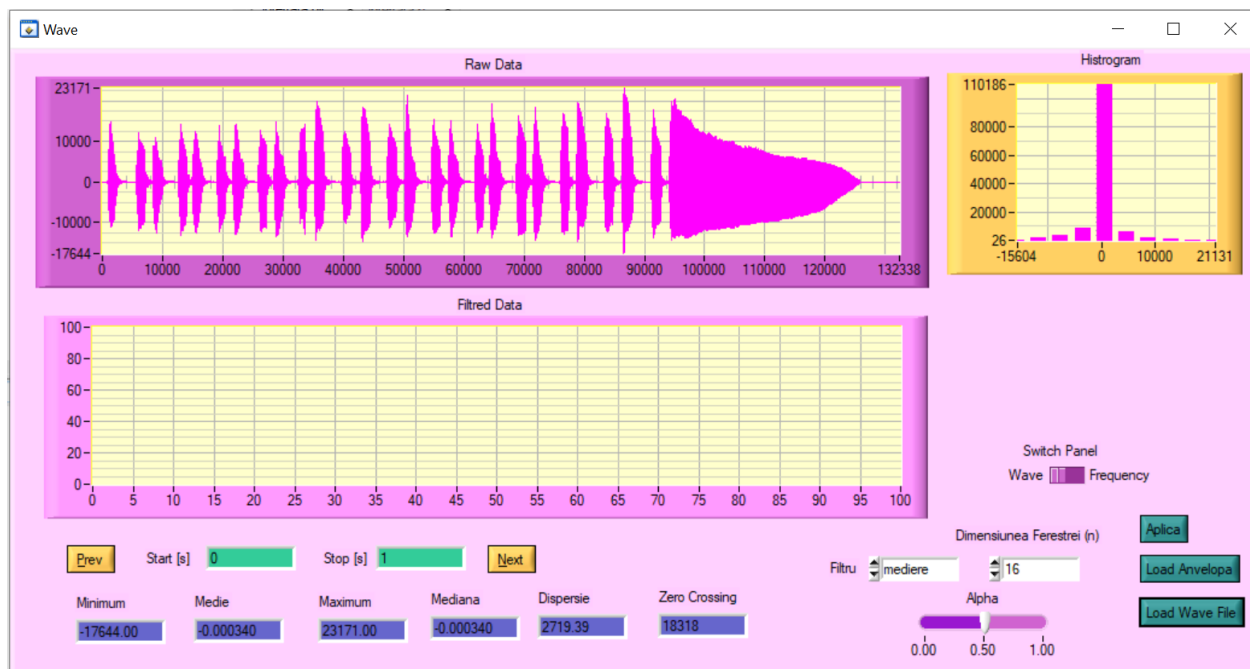 Wave
Raw Data
23171
10000
0
-10000
-17644
0 10000 20000 30000 40000 50000 60000 70000 80000 90000 100000 110000 120000 132338
Histrogram
110186
80000
60000
40000
20000
26
-15604 0 10000 21131
Filtred Data
100
80
60
40
20
0
0 5 10 15 20 25 30 35 40 45 50 55 60 65 70 75 80 85 90 95 100
Switch Panel
Wave Frequency
Prev Start [s] 0 Stop [s] 1 Next
Dimensiunea Ferestrei (n)
Filtru mediere 16
Aplica
Load Anvelopa
Load Wave File
Minimum Medie Maximum Mediana Dispersie Zero Crossing
-17644.00 -0.000340 23171.00 -0.000340 2719.39 18318
Alpha
0.00 0.50 1.00